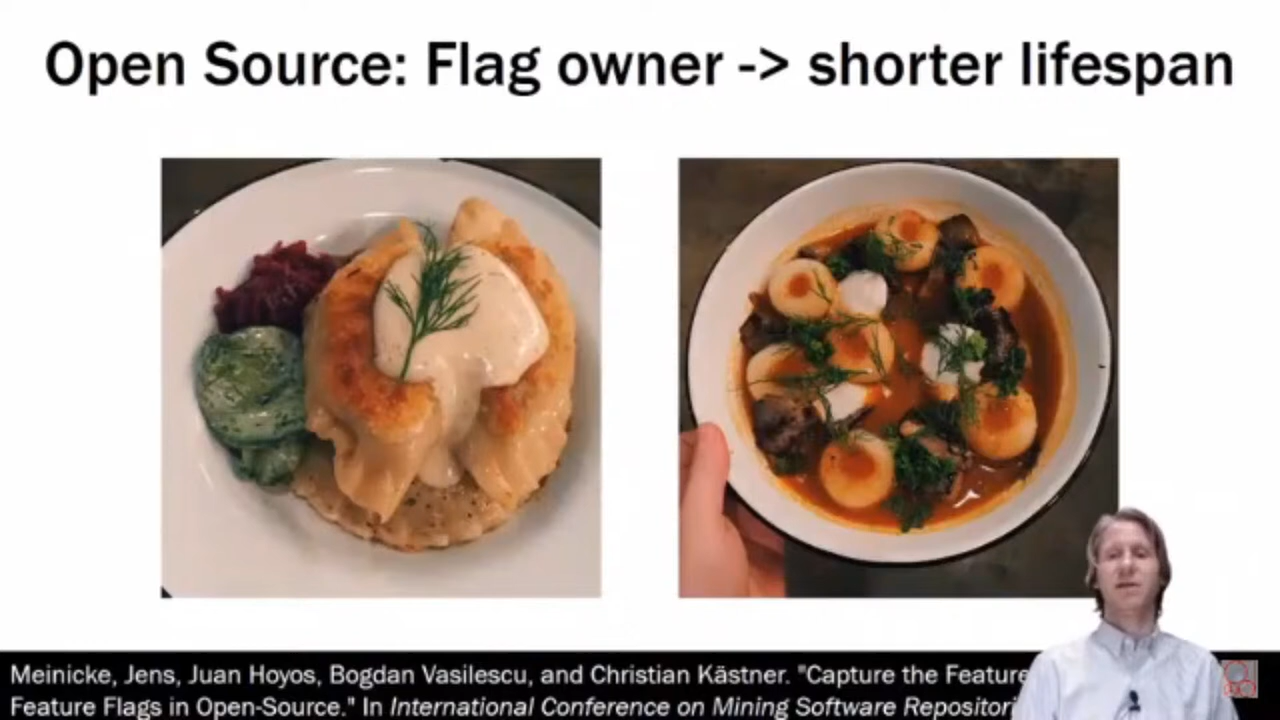 Open Source: Flag owner -> shorter lifespan
Meinicke, Jens, Juan Hoyos, Bogdan Vasilescu, and Christian Kästner. "Capture the Feature
Feature Flags in Open-Source." In International Conference on Mining Software